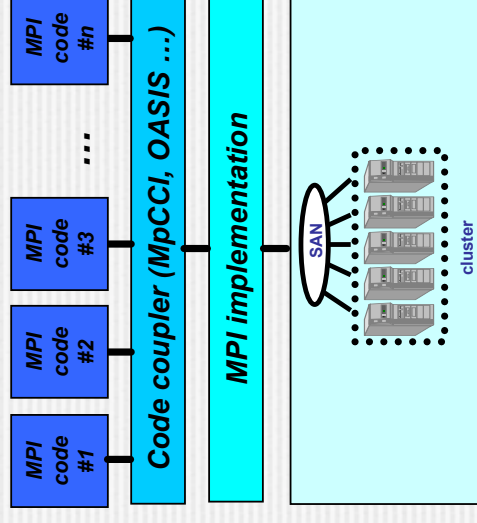 MPI
code
#1
MPI
code
#2
MPI
code
#3
...
MPI
code
#n
Code coupler (MpCCI, OASIS ...)
MPI implementation
SAN
cluster